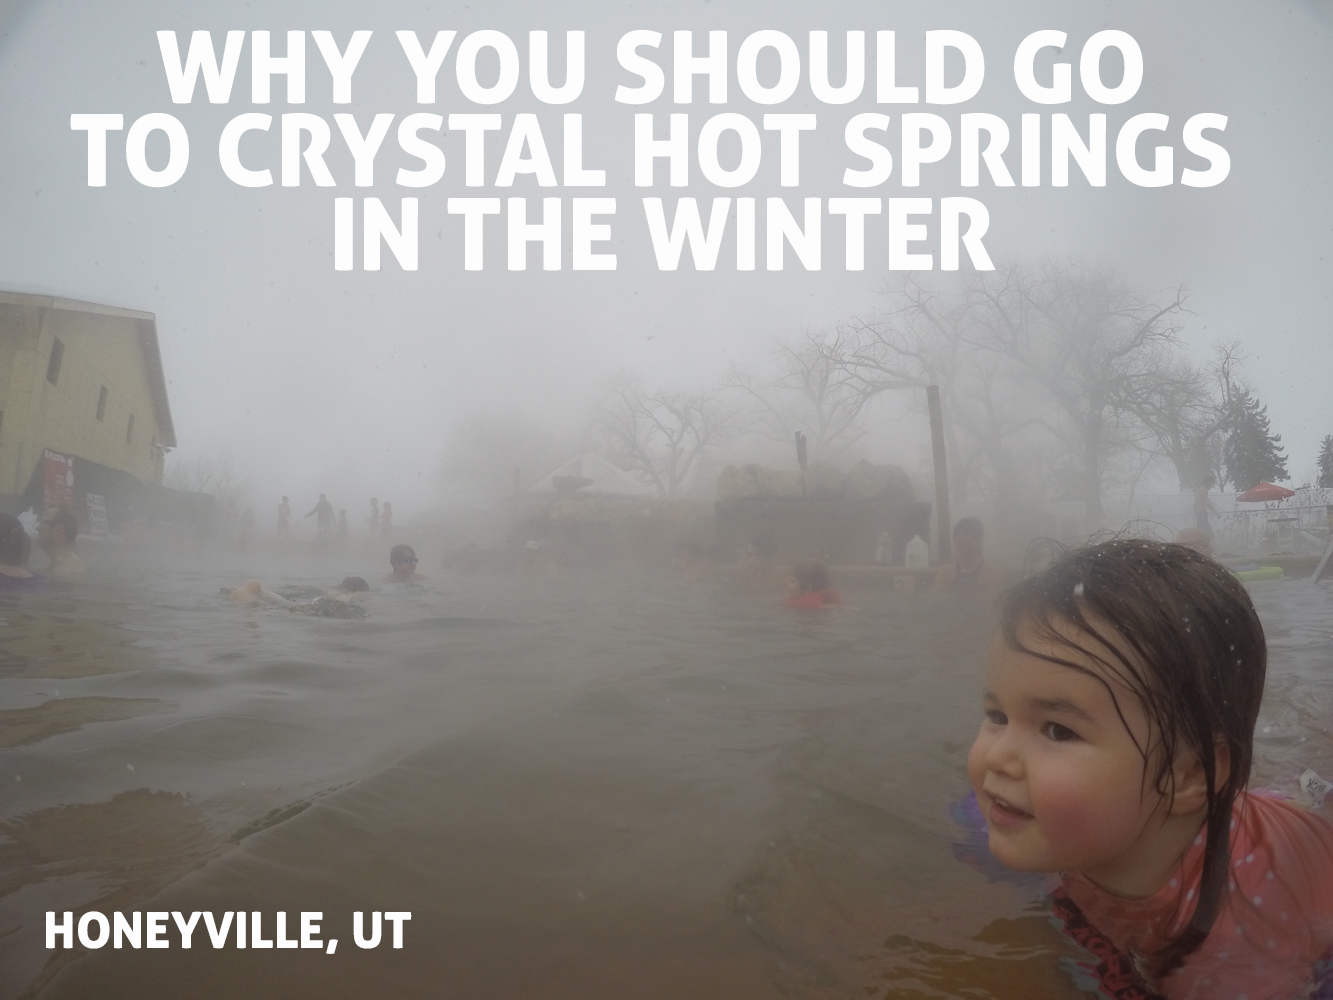 WHY YOU SHOULD GO
TO CRYSTAL HOT SPRINGS
IN THE WINTER
HONEYVILLE, UT